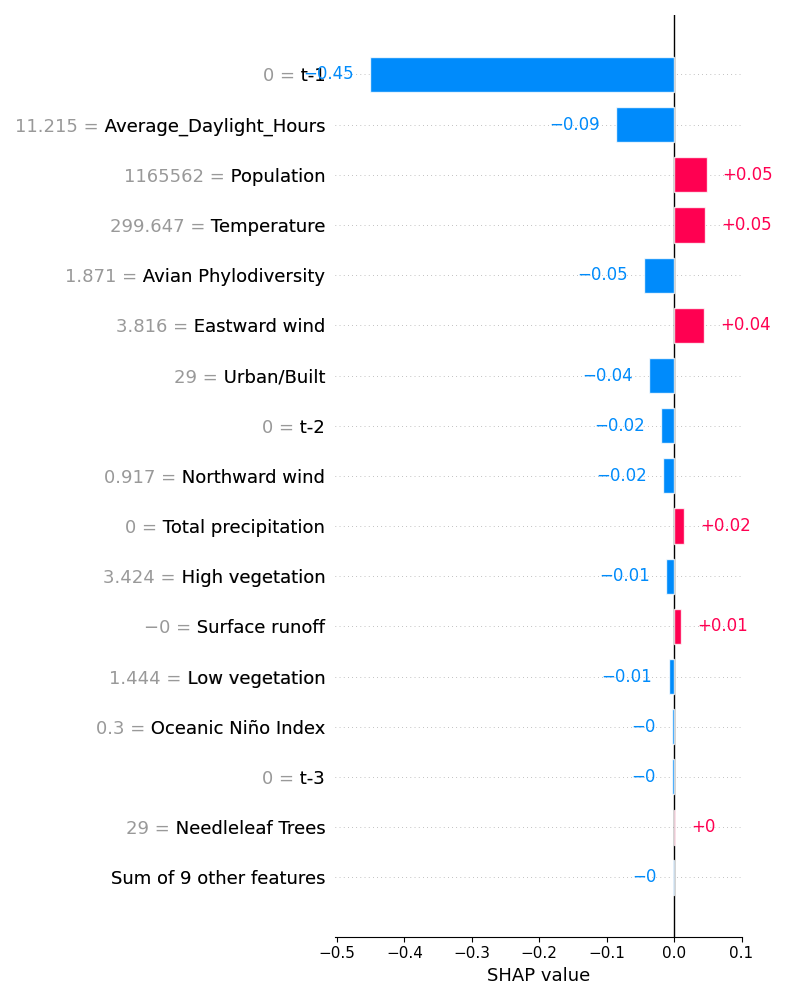 0 = t-1 −0.45
11.215 = Average_Daylight_Hours −0.09
1165562 = Population +0.05
299.647 = Temperature +0.05
1.871 = Avian Phylodiversity −0.05
3.816 = Eastward wind +0.04
29 = Urban/Built −0.04
0 = t-2 −0.02
0.917 = Northward wind −0.02
0 = Total precipitation +0.02
3.424 = High vegetation −0.01
−0 = Surface runoff +0.01
1.444 = Low vegetation −0.01
0.3 = Oceanic Niño Index −0
0 = t-3 −0
29 = Needleleaf Trees +0
Sum of 9 other features −0
−0.5 −0.4 −0.3 −0.2 −0.1 0.0 0.1
SHAP value